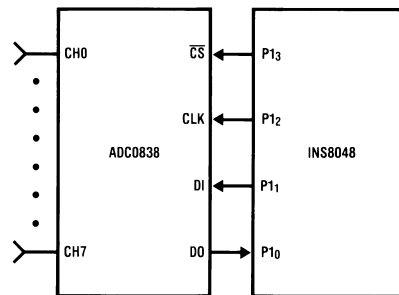 CH0 CS P1₃
CLK P1₂
ADC0838 INS8048
DI P1₁
CH7 DO P1₀